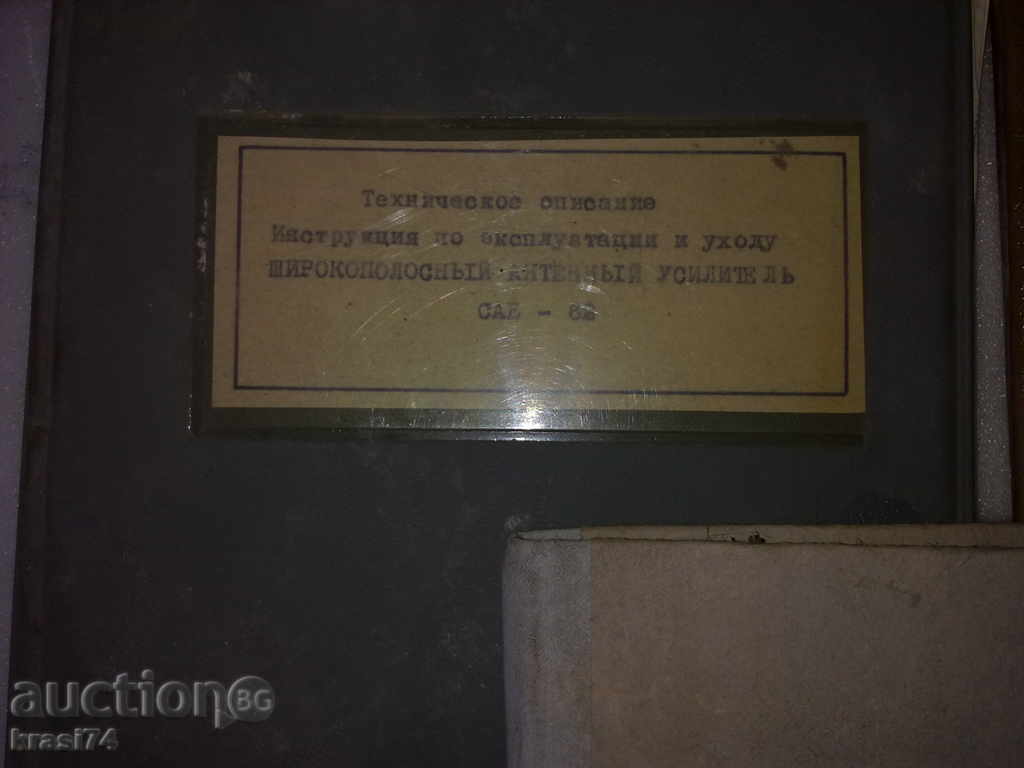 Техническое описание
Инструкция по эксплуатации и уходу
ШИРОКОПОЛОСНЫЙ АНТЕННЫЙ УСИЛИТЕЛЬ
auction BG
krasi74